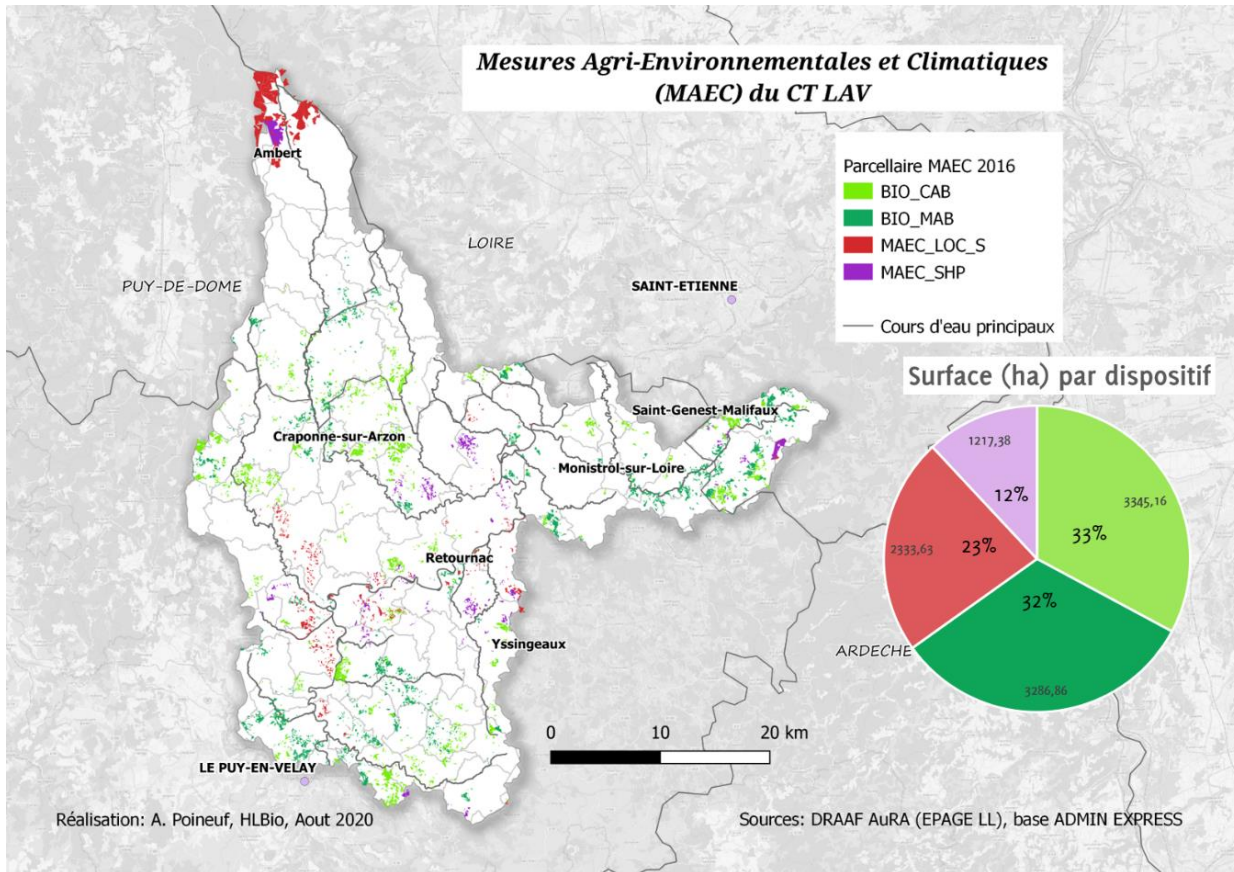 Mesures Agri-Environnementales et Climatiques
(MAEC) du CT LAV
Parcellaire MAEC 2016
BIO_CAB
BIO_MAB
MAEC_LOC_S
MAEC_SHP
Cours d'eau principaux
Ambert
LOIRE
PUY-DE-DOME
SAINT-ETIENNE
Surface (ha) par dispositif
1217,38
12%
3345,16
33%
2333,63
23%
32%
3286,86
ARDECHE
Saint-Genest-Malifaux
Craponne-sur-Arzon
Monistrol-sur-Loire
Retournac
Yssingeaux
0 10 20 km
LE PUY-EN-VELAY
Réalisation: A. Poineuf, HLBio, Aout 2020
Sources: DRAAF AuRA (EPAGE LL), base ADMIN EXPRESS